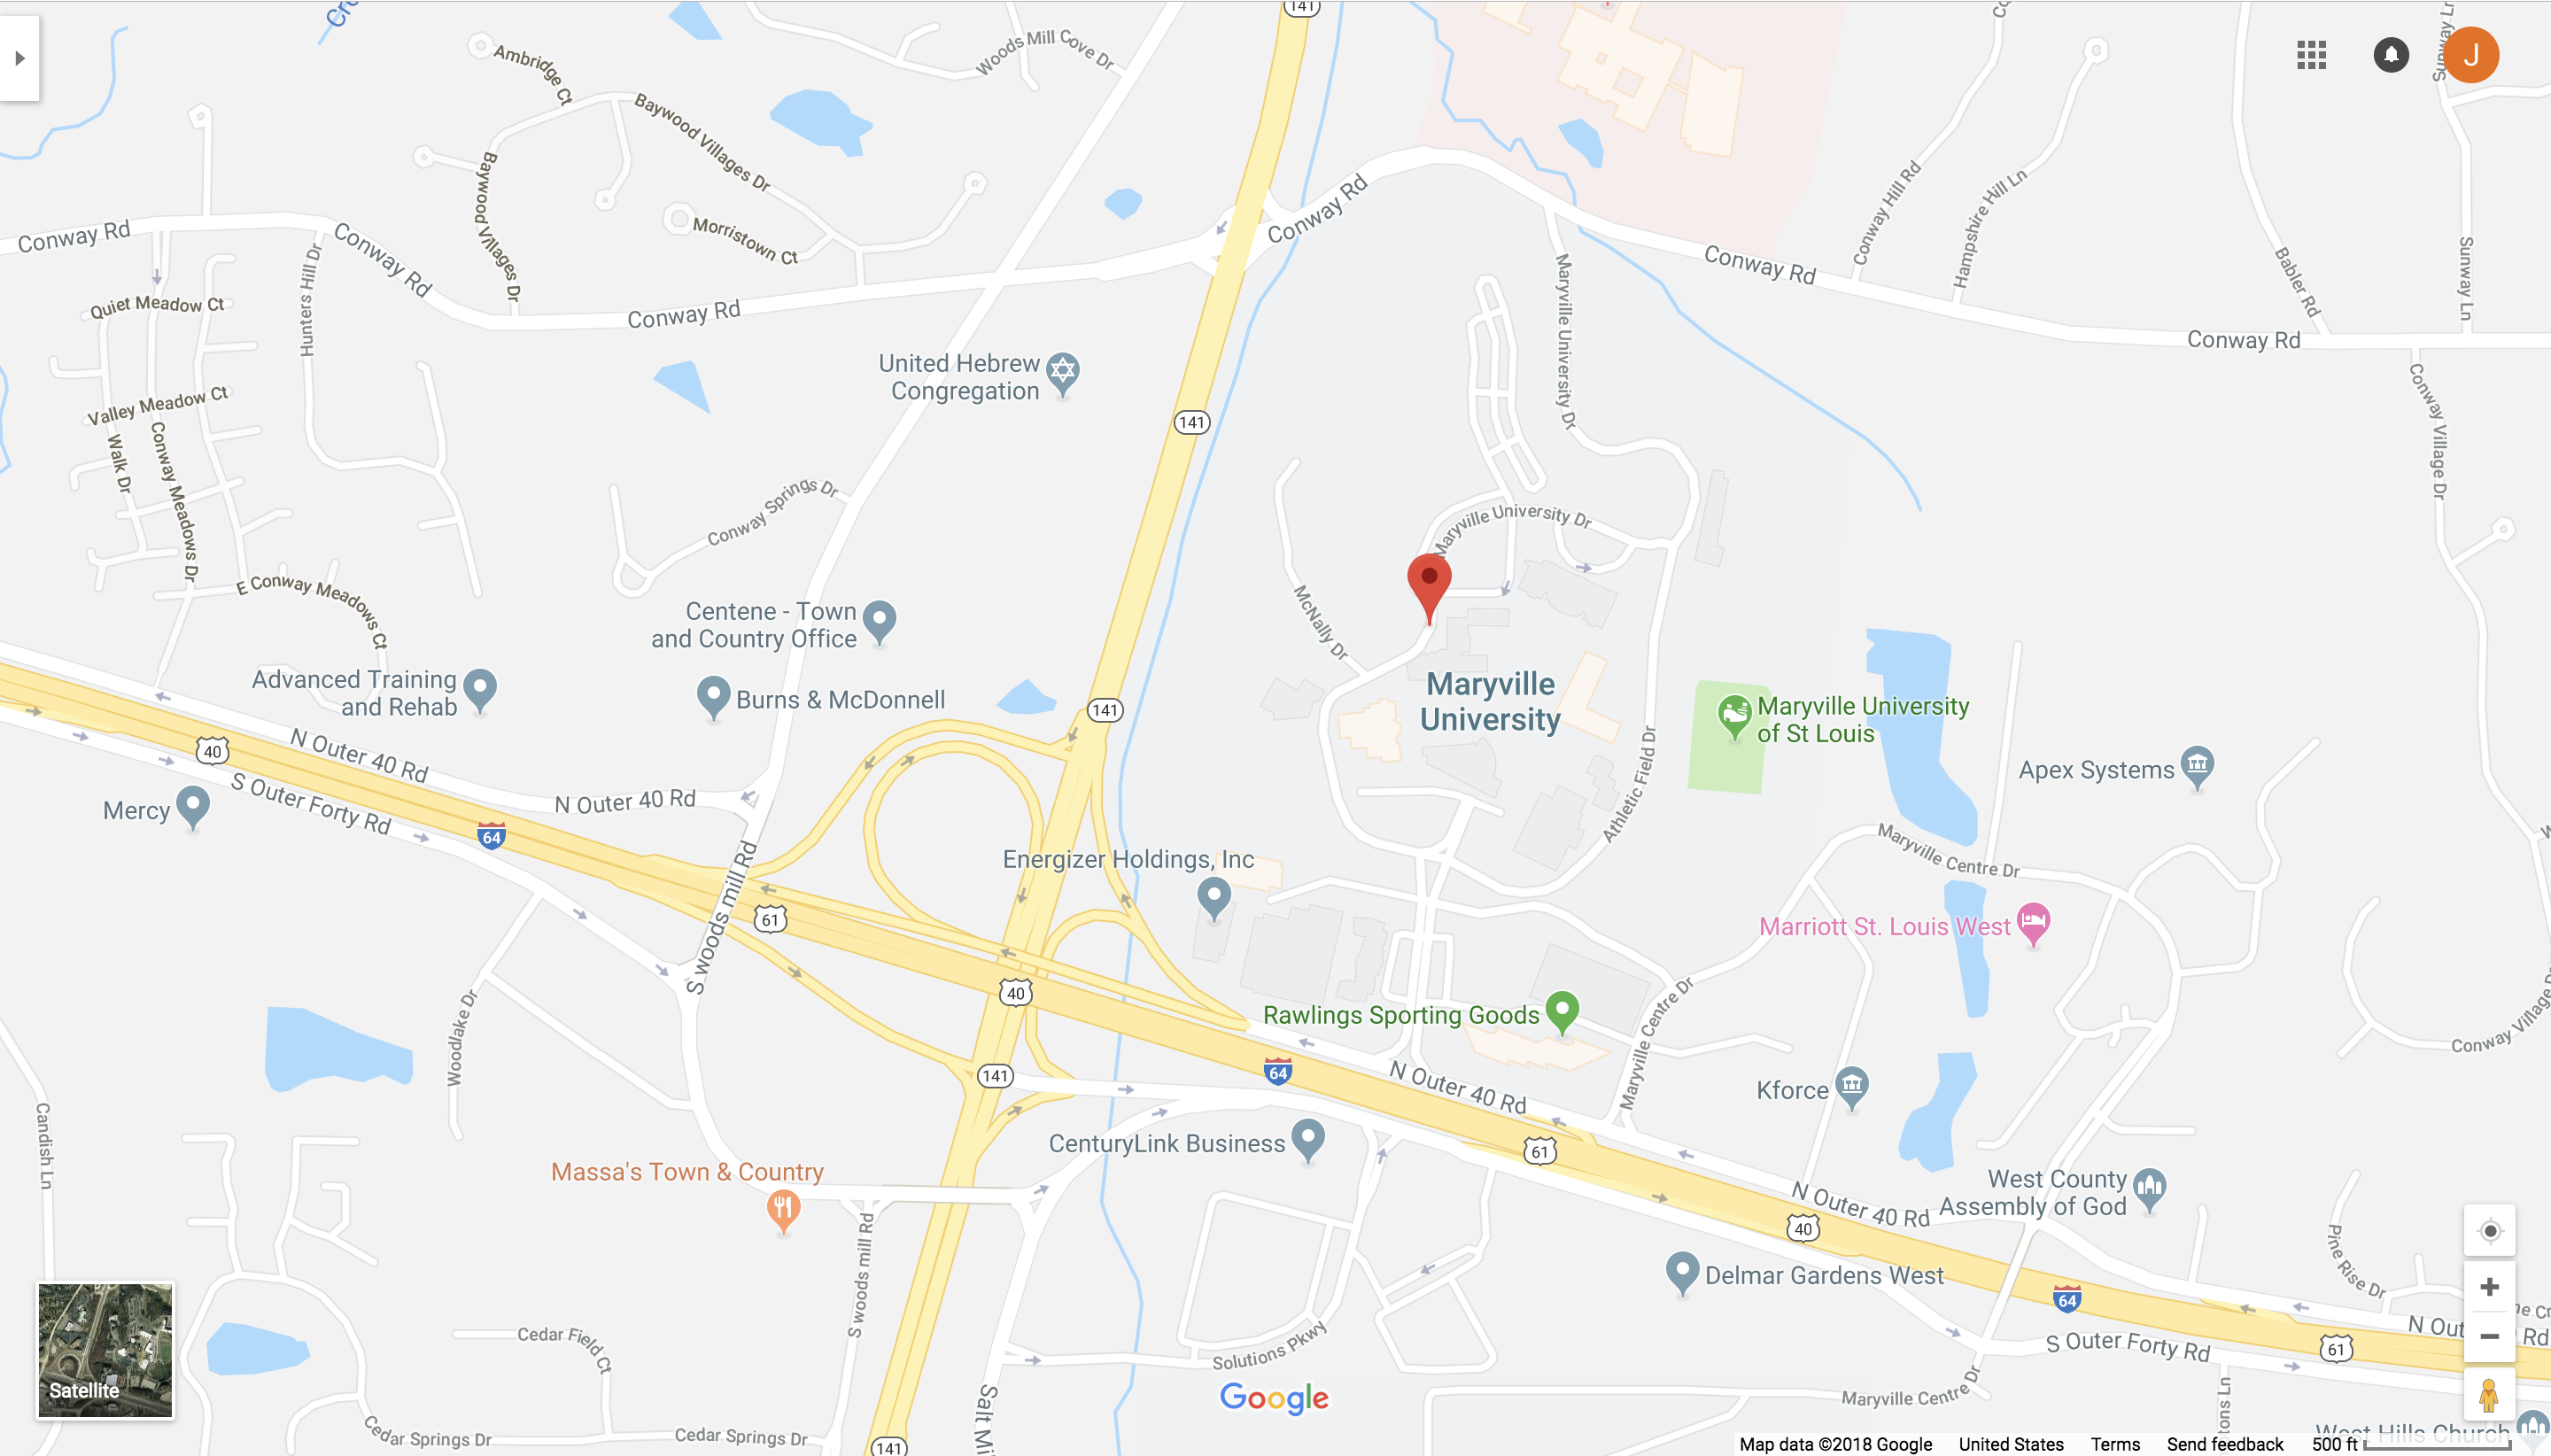 141
Cr
Woods Mill Cove Dr
Ambridge Ct
Baywood Villages Dr
Baywood Villages Dr
Morristown Ct
Sunway Ln
J
Conway Rd
Conway Rd
Conway Rd
Conway Rd
Conway Rd
Conway Rd
Conway Hill Rd
Hampshire Hill Ln
Babler Rd
Sunway Ln
Quiet Meadow Ct
Hunters Hill Dr
Maryville University Dr
United Hebrew
Congregation
141
Valley Meadow Ct
Walk Dr
Conway Meadows Dr
Conway Village Dr
Conway Springs Dr
Maryville University Dr
E Conway Meadows Ct
McNally Dr
Centene - Town
and Country Office
Advanced Training
and Rehab
Burns & McDonnell
141
Maryville
University
Maryville University
of St Louis
Athletic Field Dr
Apex Systems
40
N Outer 40 Rd
N Outer 40 Rd
S Outer Forty Rd
Mercy
64
Energizer Holdings, Inc
Maryville Centre Dr
61
S woods mill Rd
Marriott St. Louis West
40
Rawlings Sporting Goods
Maryville Centre Dr
Woodlake Dr
Conway Village D
141
64
N Outer 40 Rd
Kforce
Candish Ln
CenturyLink Business
61
Massa's Town & Country
West County
Assembly of God
N Outer 40 Rd
40
S woods mill Rd
Pine Rise Dr
Delmar Gardens West
64
Solutions Pkwy
S Outer Forty Rd
61
N Out
Rd
ne Cr
Cedar Field Ct
Satellite
Google
Salt Mi
Maryville Centre Dr
tons Ln
Cedar Springs Dr
Cedar Springs Dr
141
West Hills Church
Map data ©2018 Google United States Terms Send feedback 500 ft